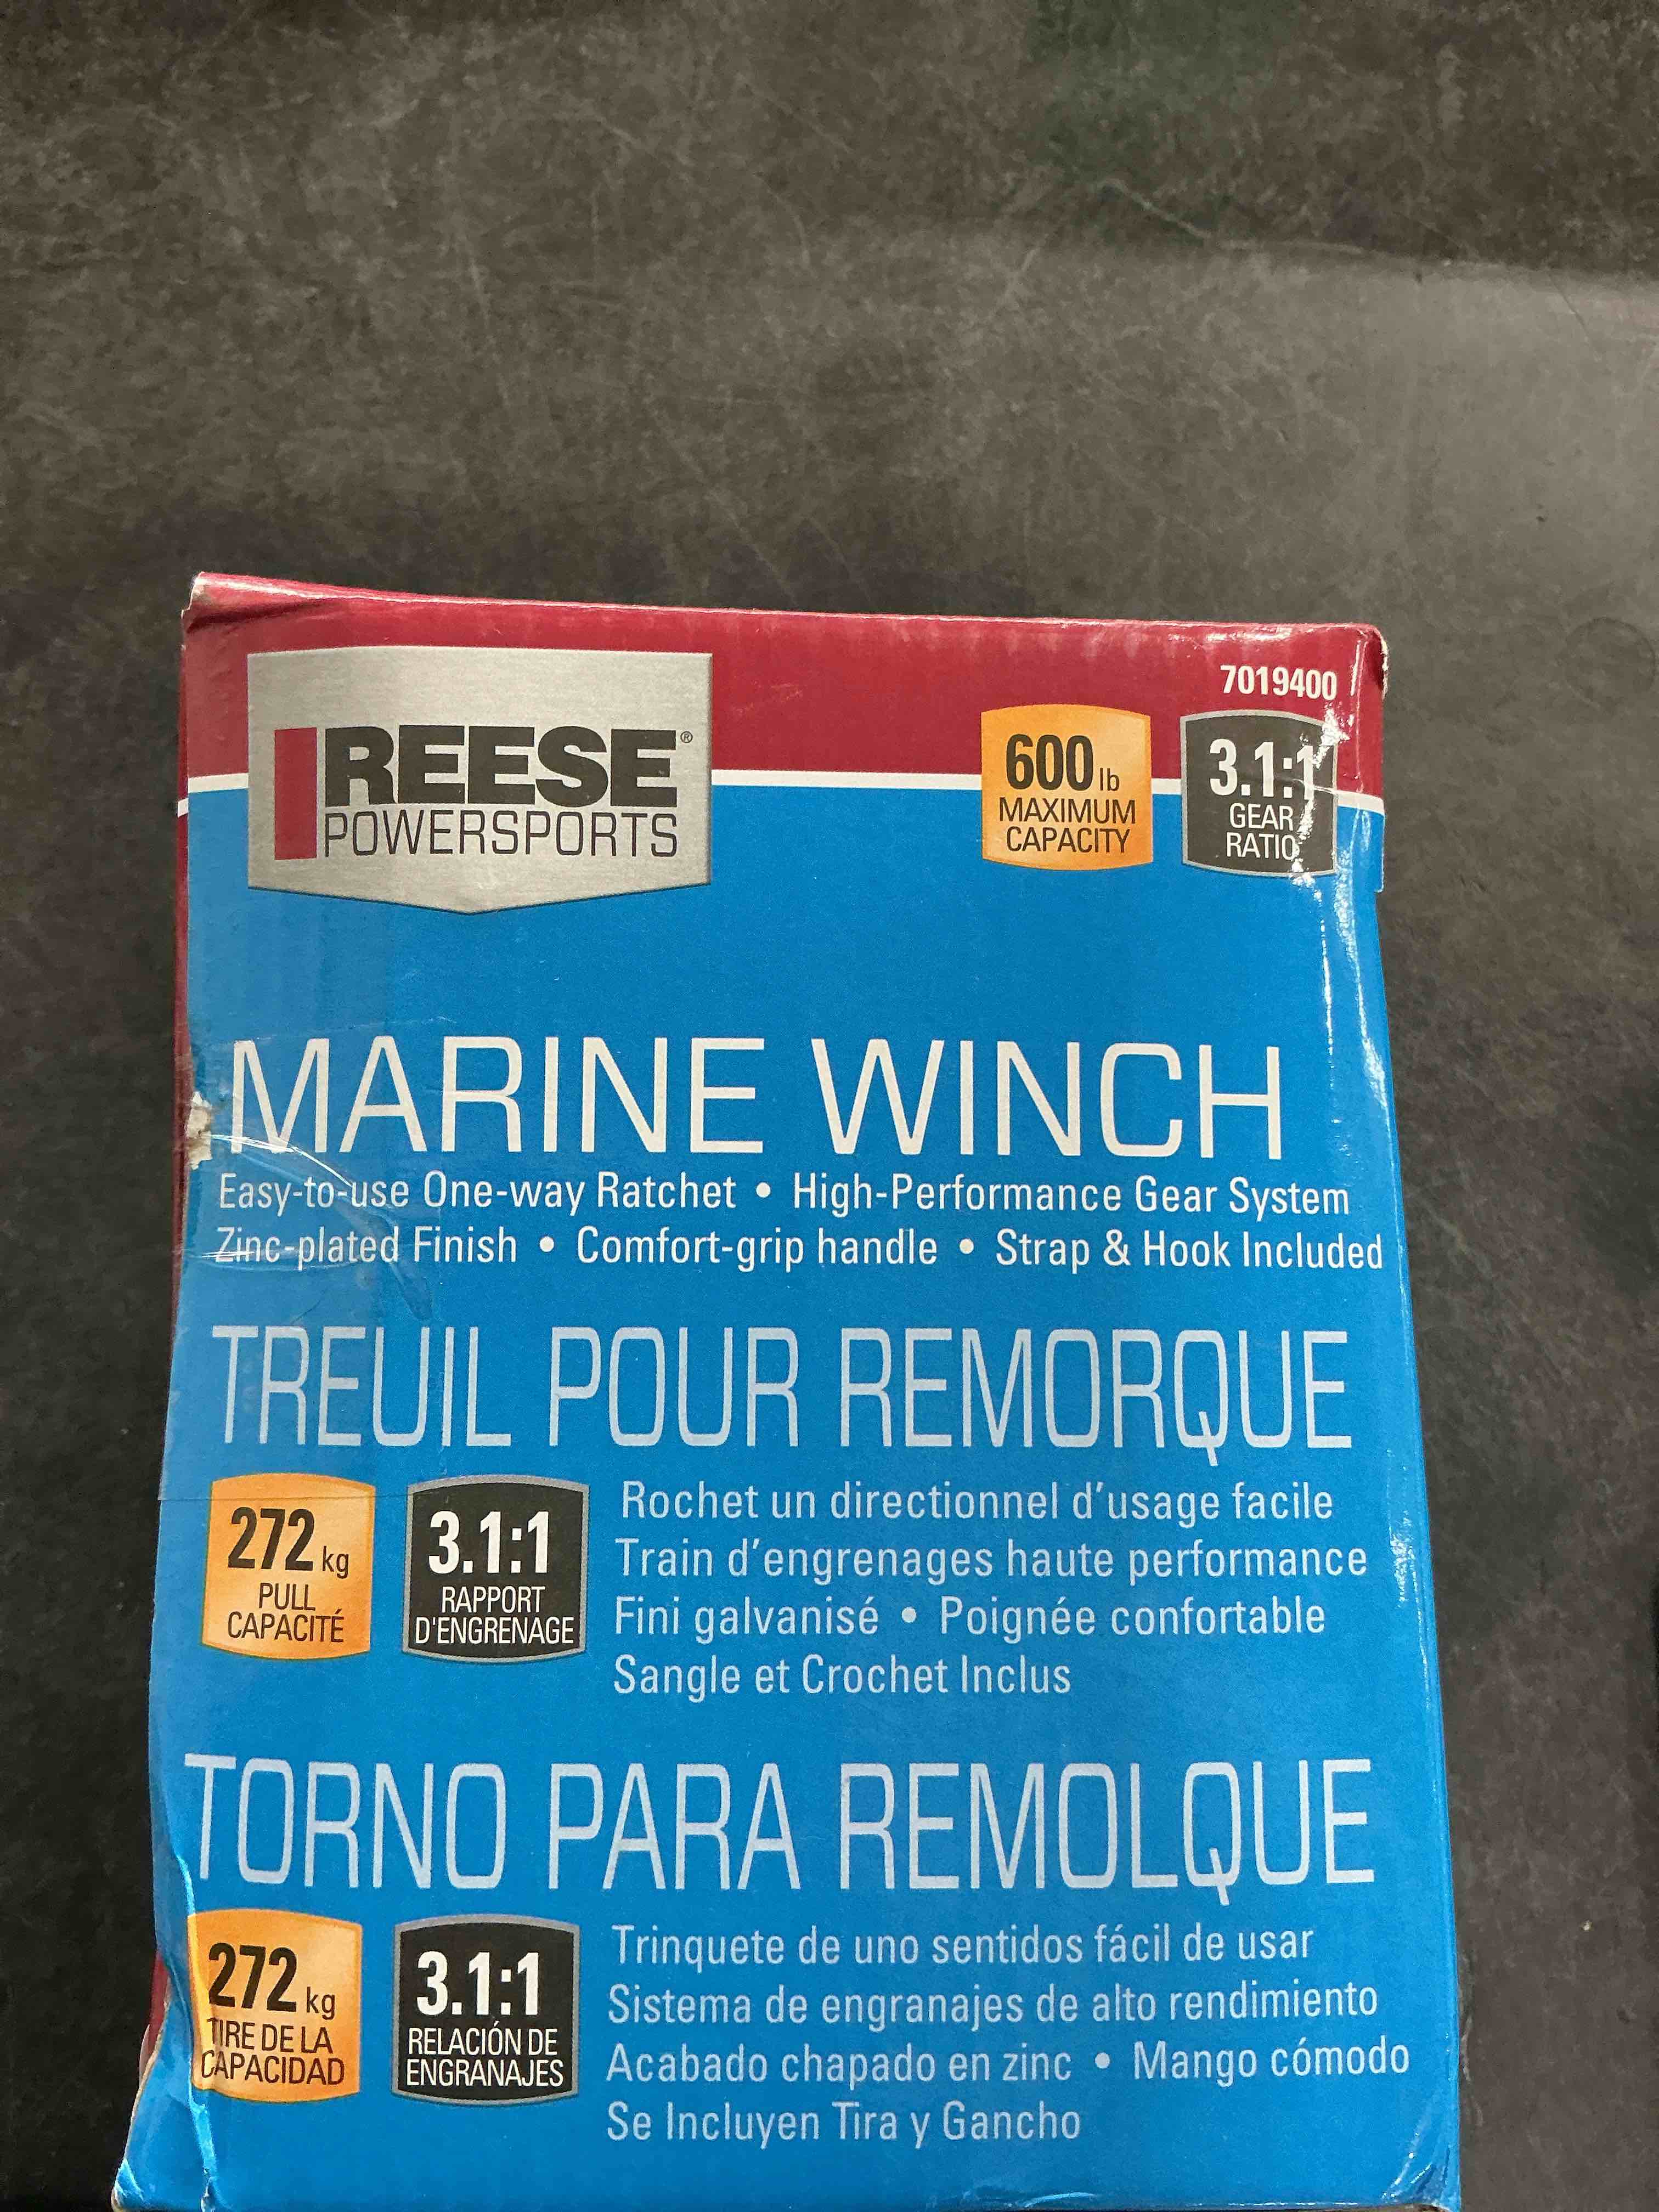 7019400
REESE®
POWERSPORTS
600 lb
MAXIMUM
CAPACITY
3.1:1
GEAR
RATIO
MARINE WINCH
Easy-to-use One-way Ratchet • High-Performance Gear System
Zinc-plated Finish • Comfort-grip handle • Strap & Hook Included
TREUIL POUR REMORQUE
272 kg
PULL
CAPACITÉ
3.1:1
RAPPORT
D'ENGRENAGE
Rochet un directionnel d'usage facile
Train d'engrenages haute performance
Fini galvanisé • Poignée confortable
Sangle et Crochet Inclus
TORNO PARA REMOLQUE
272 kg
TIRE DE LA
CAPACIDAD
3.1:1
RELACIÓN DE
ENGRANAJES
Trinquete de uno sentidos fácil de usar
Sistema de engranajes de alto rendimiento
Acabado chapado en zinc • Mango cómodo
Se Incluyen Tira y Gancho